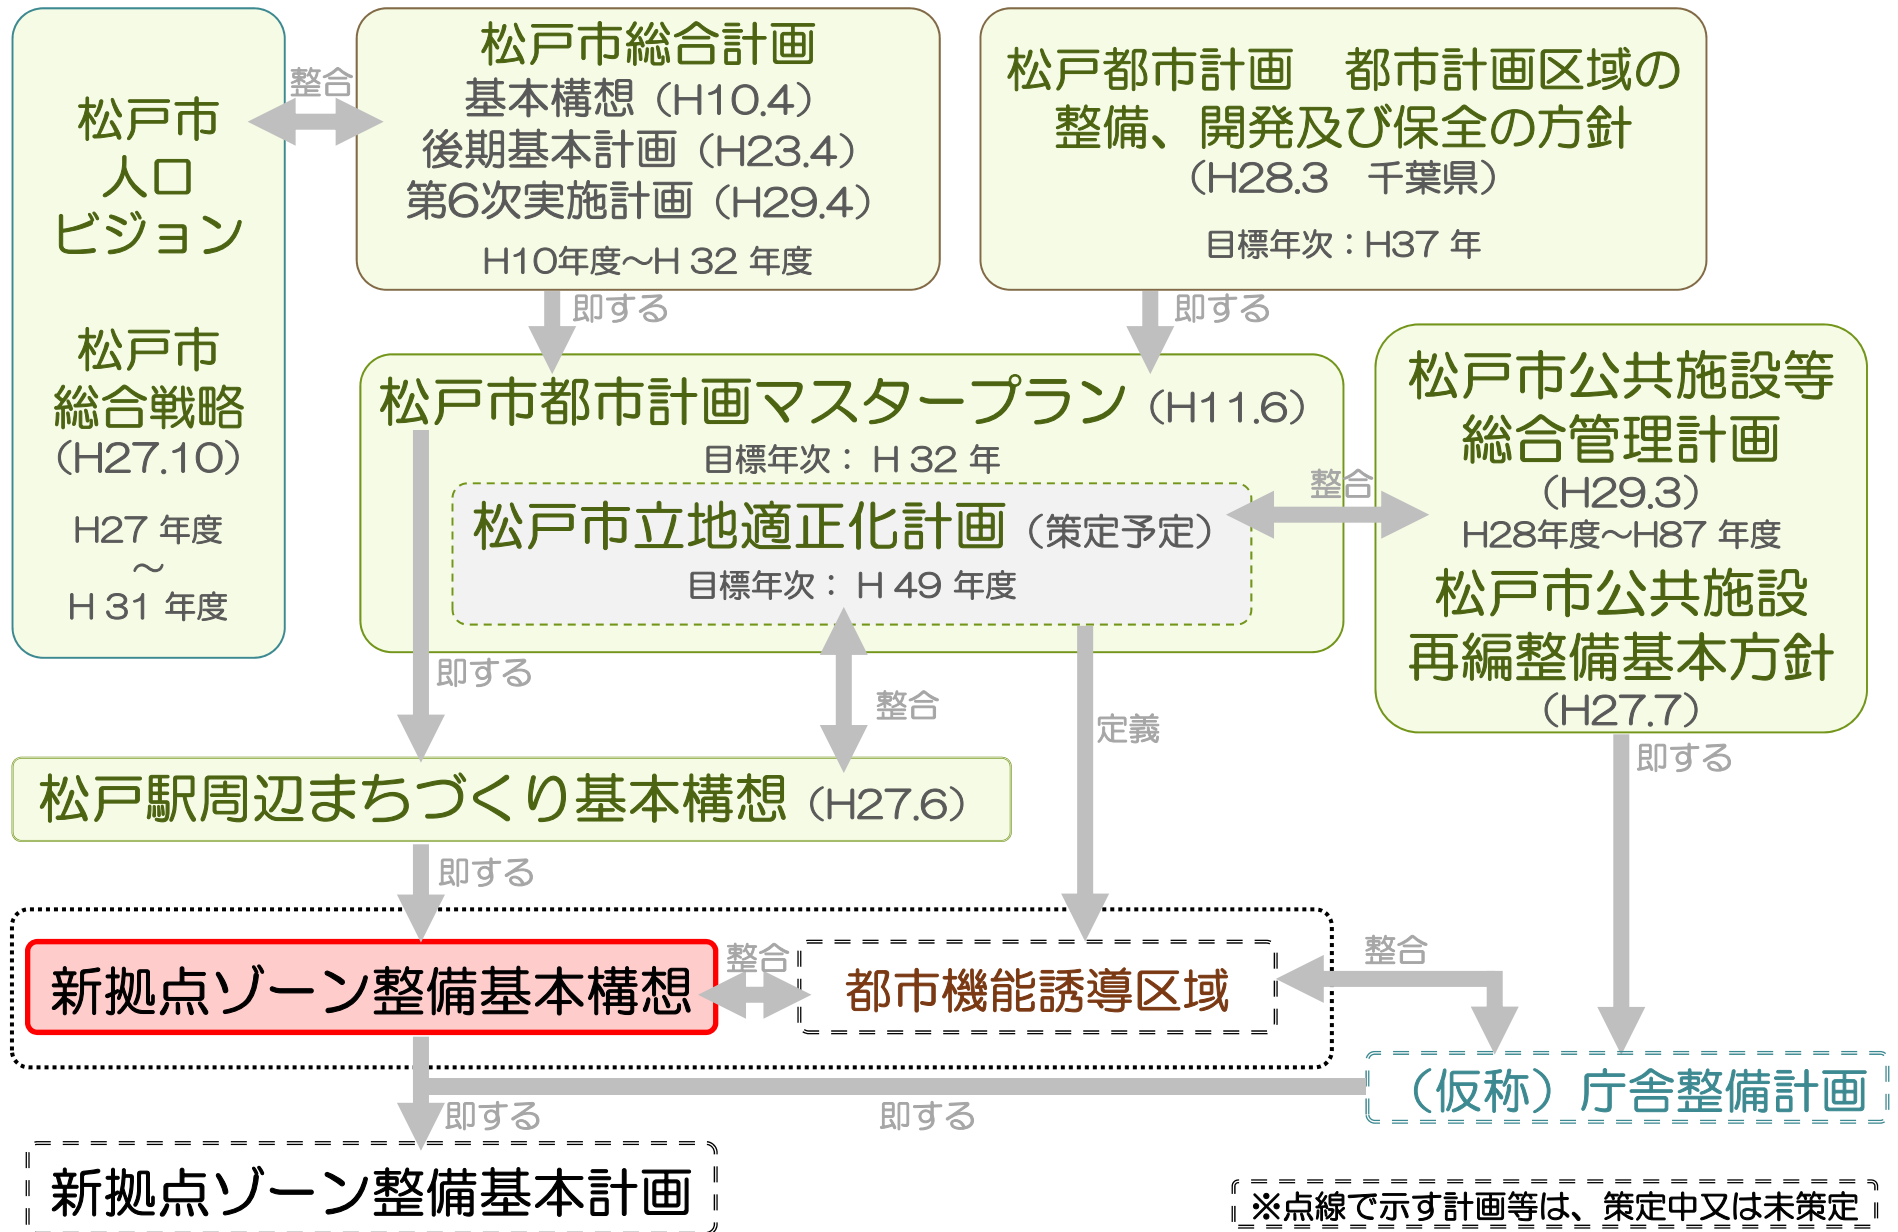 松戸市
人口
ビジョン
松戸市
総合戦略
（H27.10）
H27 年度
～
H 31 年度
整合
松戸市総合計画
基本構想（H10.4）
後期基本計画（H23.4）
第6次実施計画（H29.4）
H10年度～H 32 年度
松戸都市計画　都市計画区域の
整備、開発及び保全の方針
（H28.3　千葉県）
目標年次：H37 年
即する
即する
松戸市都市計画マスタープラン（H11.6）
目標年次： H 32 年
松戸市立地適正化計画（策定予定）
目標年次： H 49 年度
整合
松戸市公共施設等
総合管理計画
（H29.3）
H28年度～H87 年度
松戸市公共施設
再編整備基本方針
（H27.7）
即する
整合
定義
即する
松戸駅周辺まちづくり基本構想（H27.6）
即する
新拠点ゾーン整備基本構想
整合
都市機能誘導区域
整合
（仮称）庁舎整備計画
即する
即する
新拠点ゾーン整備基本計画
※点線で示す計画等は、策定中又は未策定